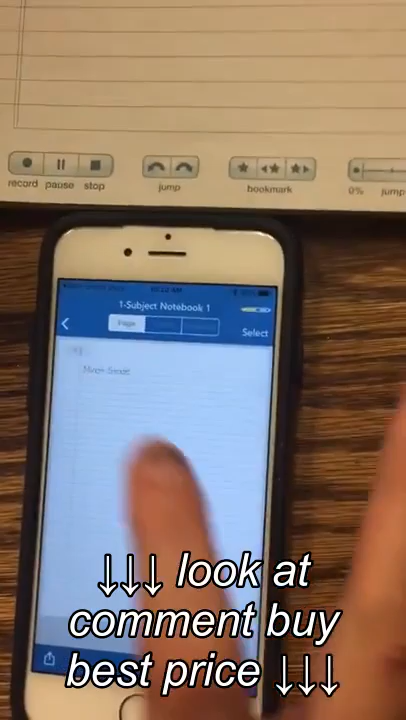 record pause stop
jump
bookmark
0% jump
1-Subject Notebook 1
Page
Select
↓↓↓ look at
comment buy
best price ↓↓↓